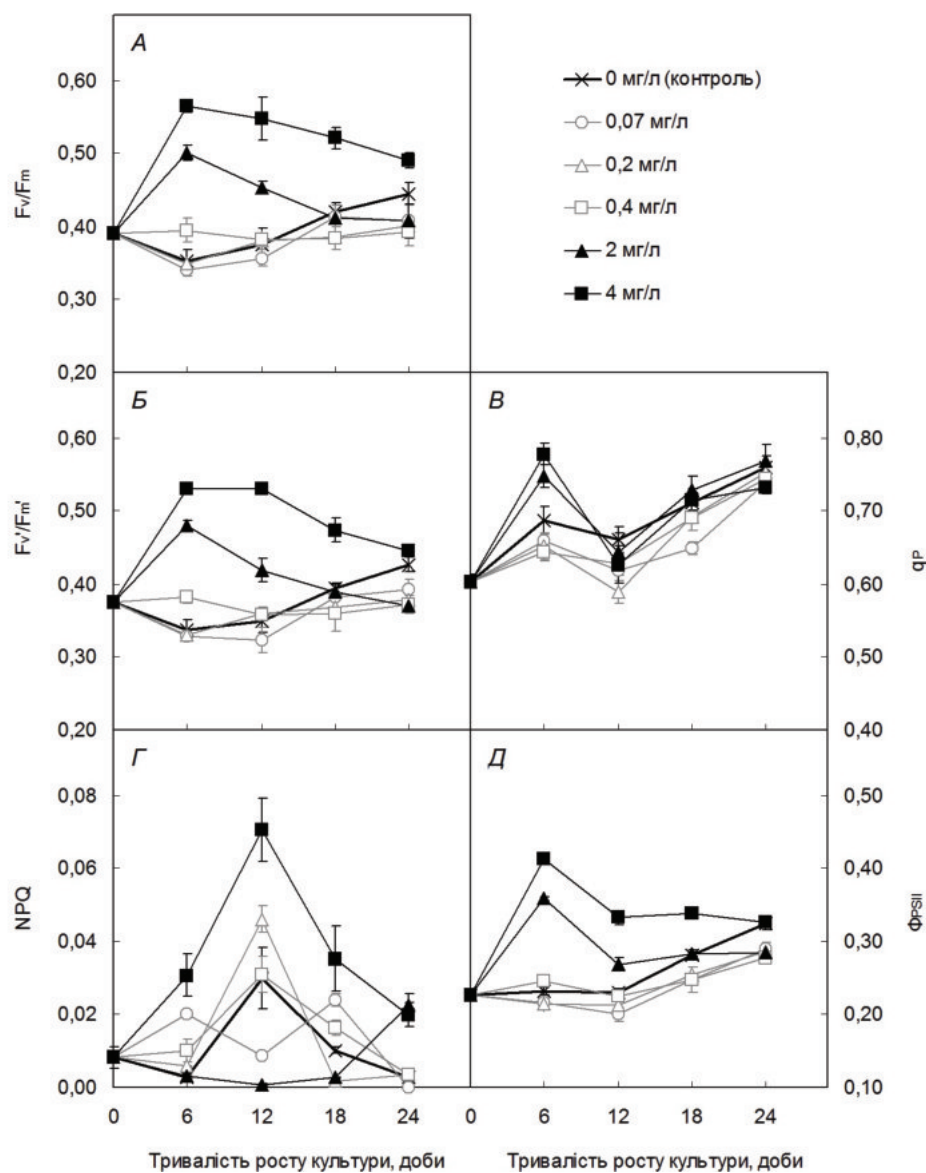 А
0,60
0,50
0,40
0,30
0,20
Fv/Fm
0 мг/л (контроль)
0,07 мг/л
0,2 мг/л
0,4 мг/л
2 мг/л
4 мг/л
Б
0,60
0,50
0,40
0,30
0,20
Fv'/Fm'
В
0,80
0,70
0,60
0,50
0,40
qP
Г
0,08
0,06
0,04
0,02
0,00
NPQ
Д
0,50
0,40
0,30
0,20
0,10
ΦPSII
0 6 12 18 24
0 6 12 18 24
Тривалість росту культури, доби
Тривалість росту культури, доби